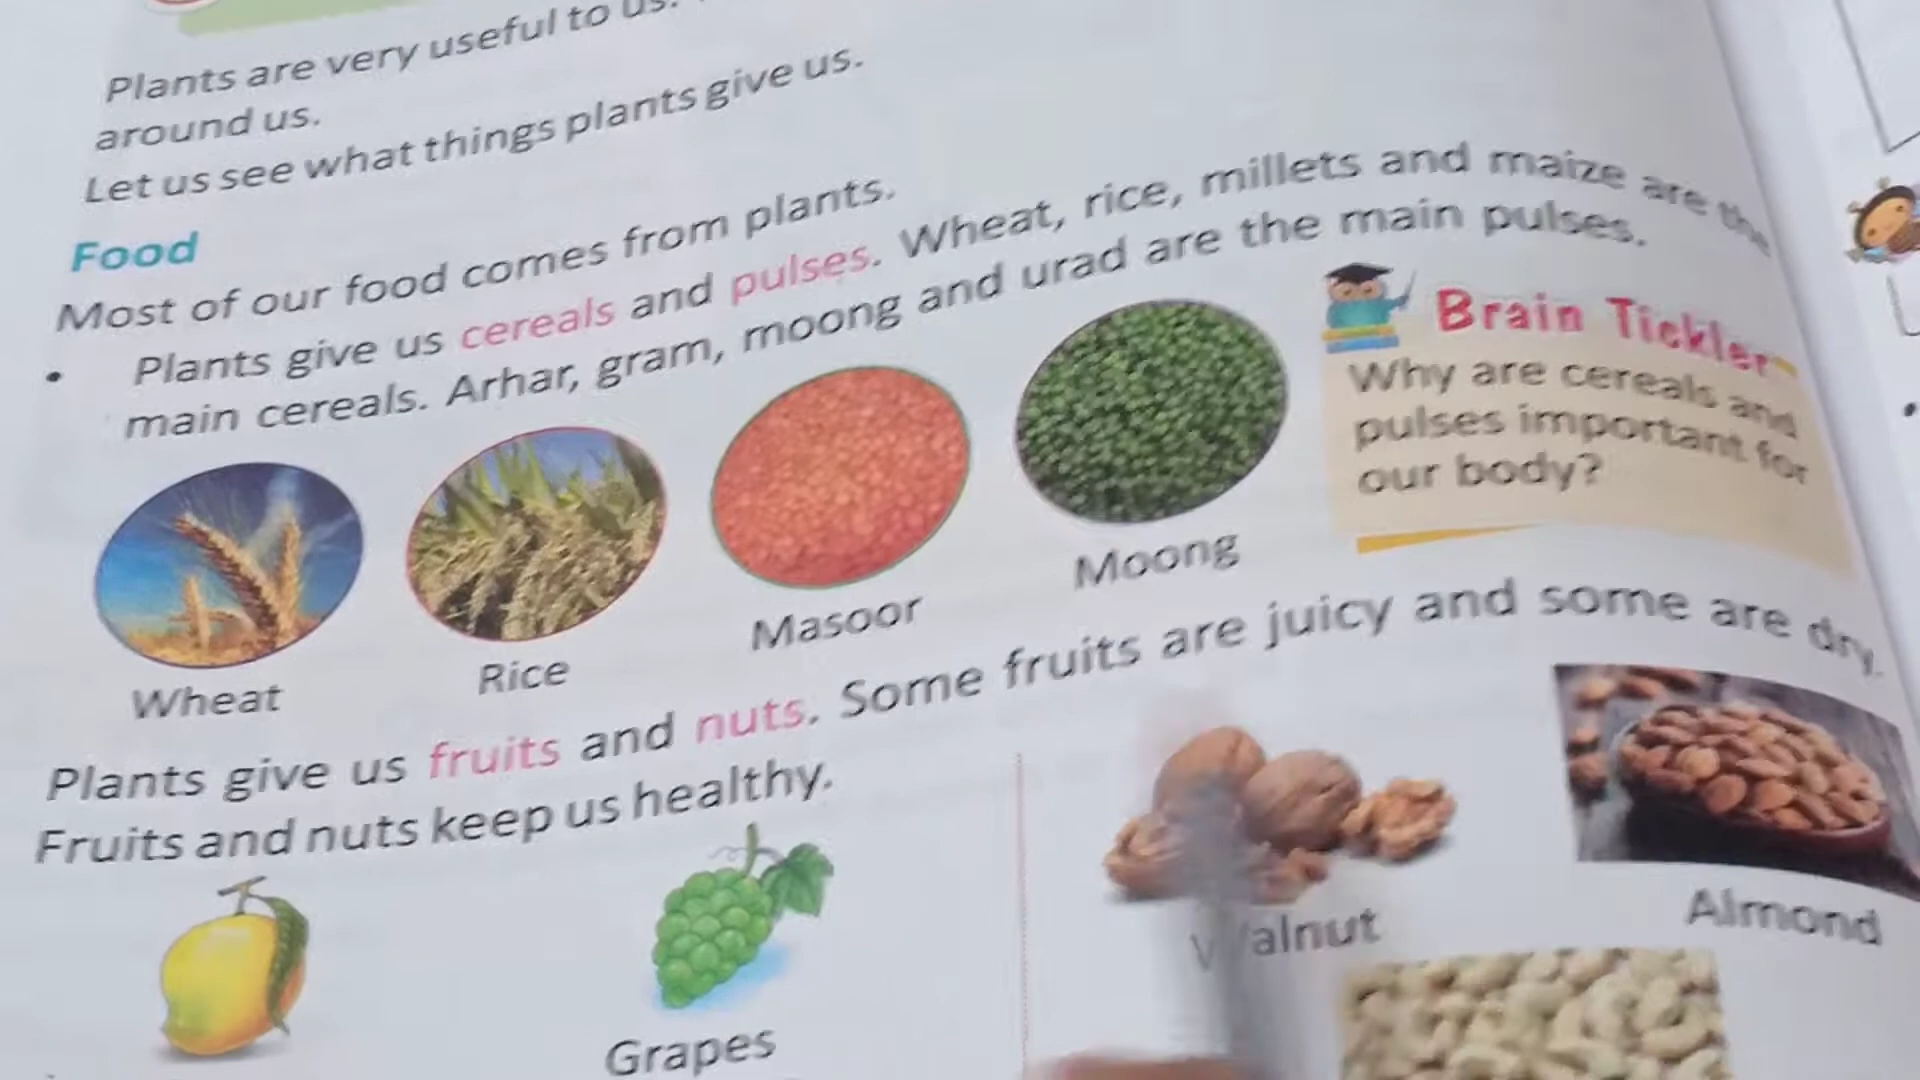 Plants are very useful to us.
around us.
Let us see what things plants give us.
Food
Most of our food comes from plants.
• Plants give us cereals and pulses. Wheat, rice, millets and maize are the
main cereals. Arhar, gram, moong and urad are the main pulses.
Brain Tickler
Why are cereals and
pulses important for
our body?
Wheat
Rice
Masoor
Moong
Plants give us fruits and nuts. Some fruits are juicy and some are dry.
Fruits and nuts keep us healthy.
Walnut
Almond
Grapes